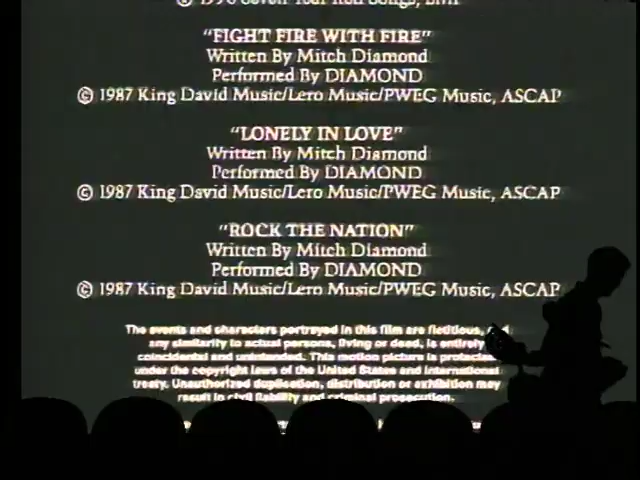 "FIGHT FIRE WITH FIRE"
Written By Mitch Diamond
Performed By DIAMOND
© 1987 King David Music/Lero Music/PWEG Music, ASCAP
"LONELY IN LOVE"
Written By Mitch Diamond
Performed By DIAMOND
© 1987 King David Music/Lero Music/PWEG Music, ASCAP
"ROCK THE NATION"
Written By Mitch Diamond
Performed By DIAMOND
© 1987 King David Music/Lero Music/PWEG Music, ASCAP
The events and characters portrayed in this film are fictitious,
any similarity to actual persons, living or dead, is entirely
coincidental and unintended. This motion picture is protected
under the copyright laws of the United States and international
treaty. Unauthorized duplication, distribution or exhibition may
result in civil liability and criminal prosecution.